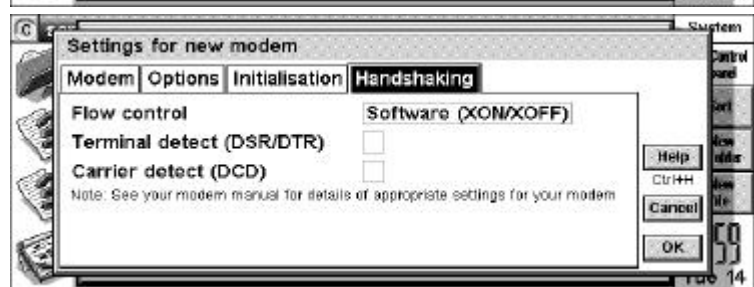 System
Settings for new modem
Modem Options Initialisation Handshaking
Flow control Software (XON/XOFF)
Terminal detect (DSR/DTR)
Carrier detect (DCD)
Note: See your modem manual for details of appropriate settings for your modem
Help
Ctrl+H
Cancel
OK
Tue 14